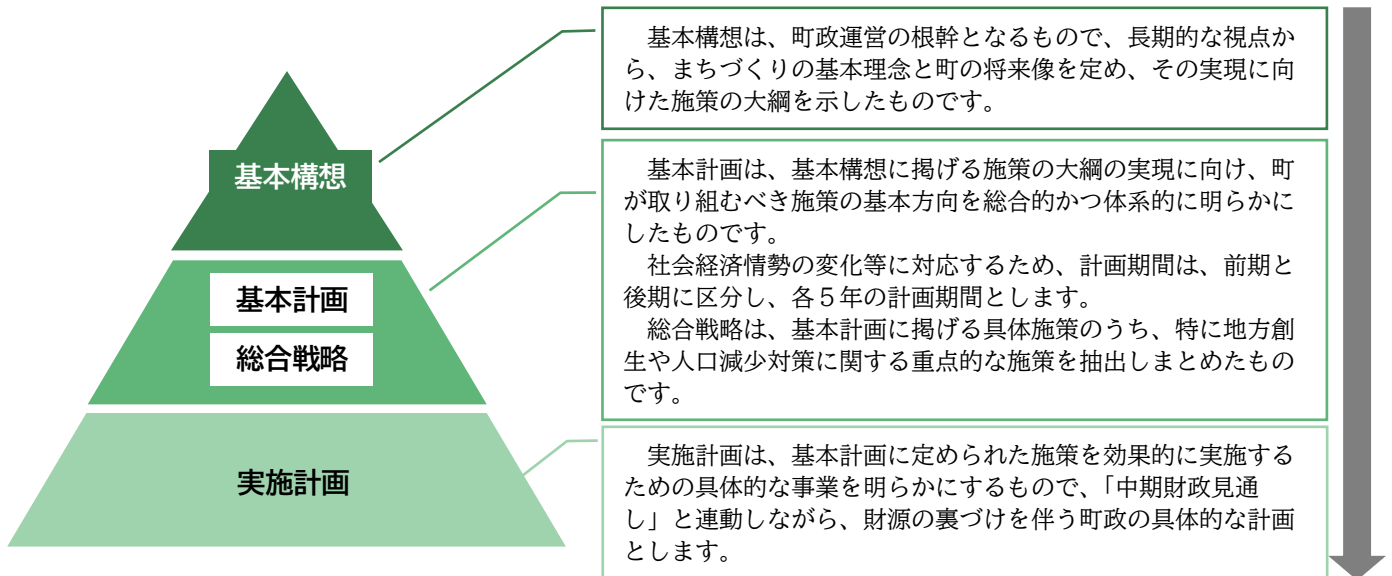 基本構想
基本計画
総合戦略
実施計画
基本構想は、町政運営の根幹となるもので、長期的な視点か
ら、まちづくりの基本理念と町の将来像を定め、その実現に向
けた施策の大綱を示したものです。
基本計画は、基本構想に掲げる施策の大綱の実現に向け、町
が取り組むべき施策の基本方向を総合的かつ体系的に明らかに
したものです。
社会経済情勢の変化等に対応するため、計画期間は、前期と
後期に区分し、各５年の計画期間とします。
総合戦略は、基本計画に掲げる具体施策のうち、特に地方創
生や人口減少対策に関する重点的な施策を抽出しまとめたもの
です。
実施計画は、基本計画に定められた施策を効果的に実施する
ための具体的な事業を明らかにするもので、「中期財政見通
し」と連動しながら、財源の裏づけを伴う町政の具体的な計画
とします。